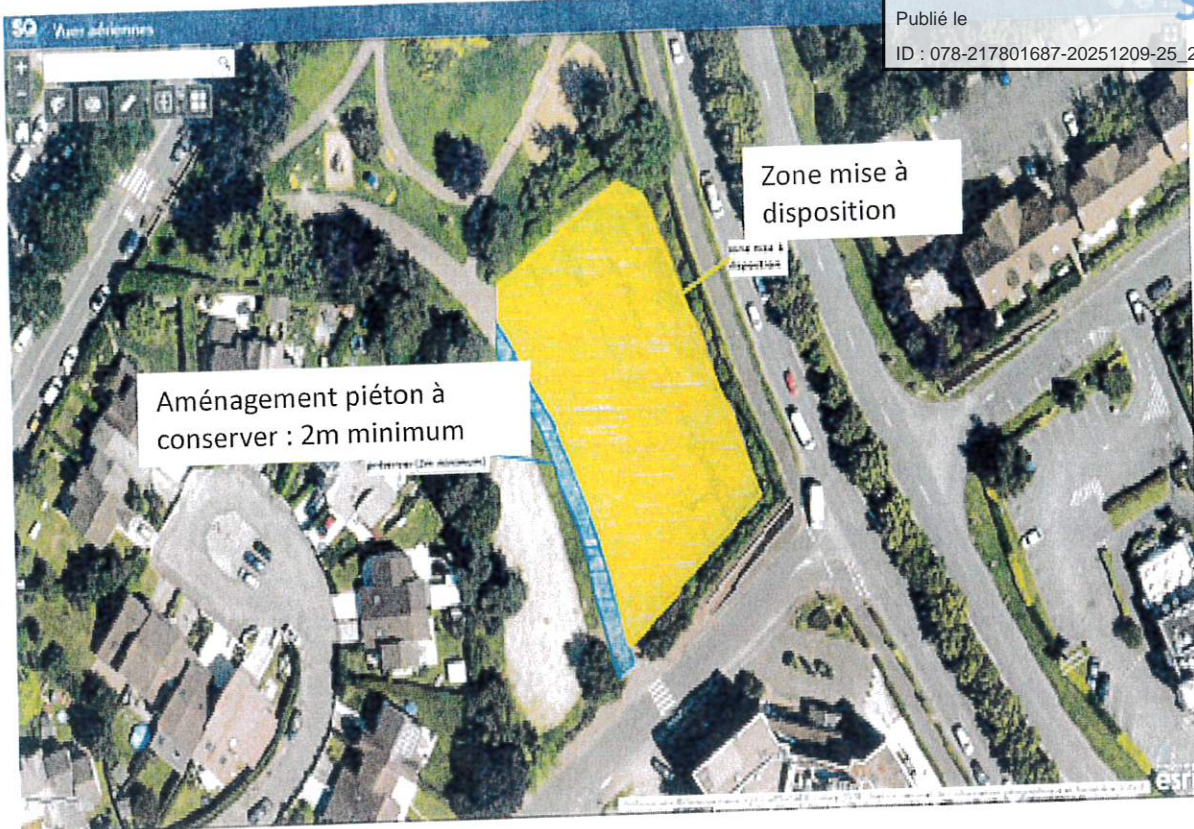 Publié le
ID : 078-217801687-20251209-25_2
SQ Vues aériennes
Zone mise à
disposition
zone mise à
disposition
Aménagement piéton à
conserver : 2m minimum
(2m minimum)
esri